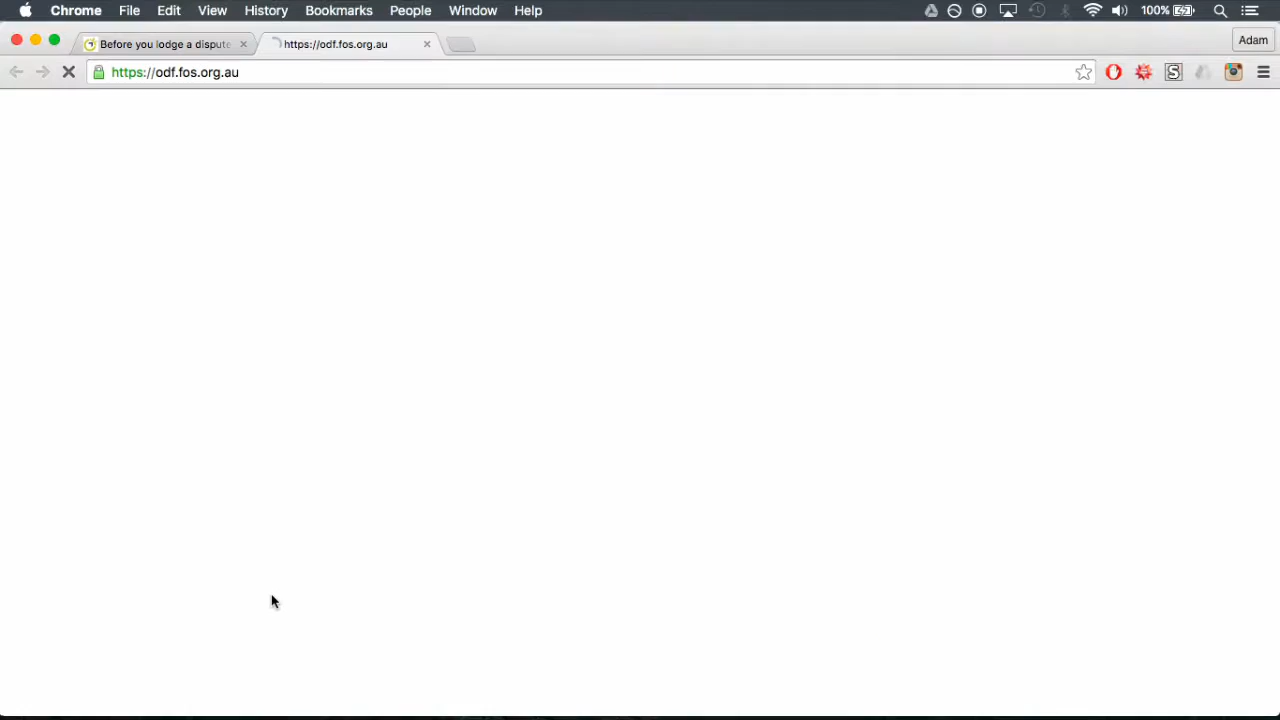 Chrome File Edit View History Bookmarks People Window Help 100%
Before you lodge a dispute https://odf.fos.org.au Adam
https://odf.fos.org.au